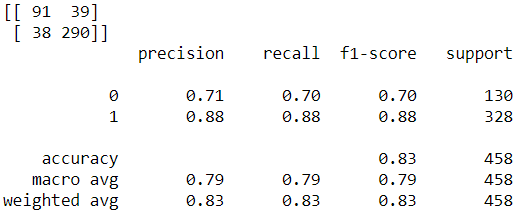 [[ 91 39]
[ 38 290]]
precision recall f1-score support
0 0.71 0.70 0.70 130
1 0.88 0.88 0.88 328
accuracy 0.83 458
macro avg 0.79 0.79 0.79 458
weighted avg 0.83 0.83 0.83 458